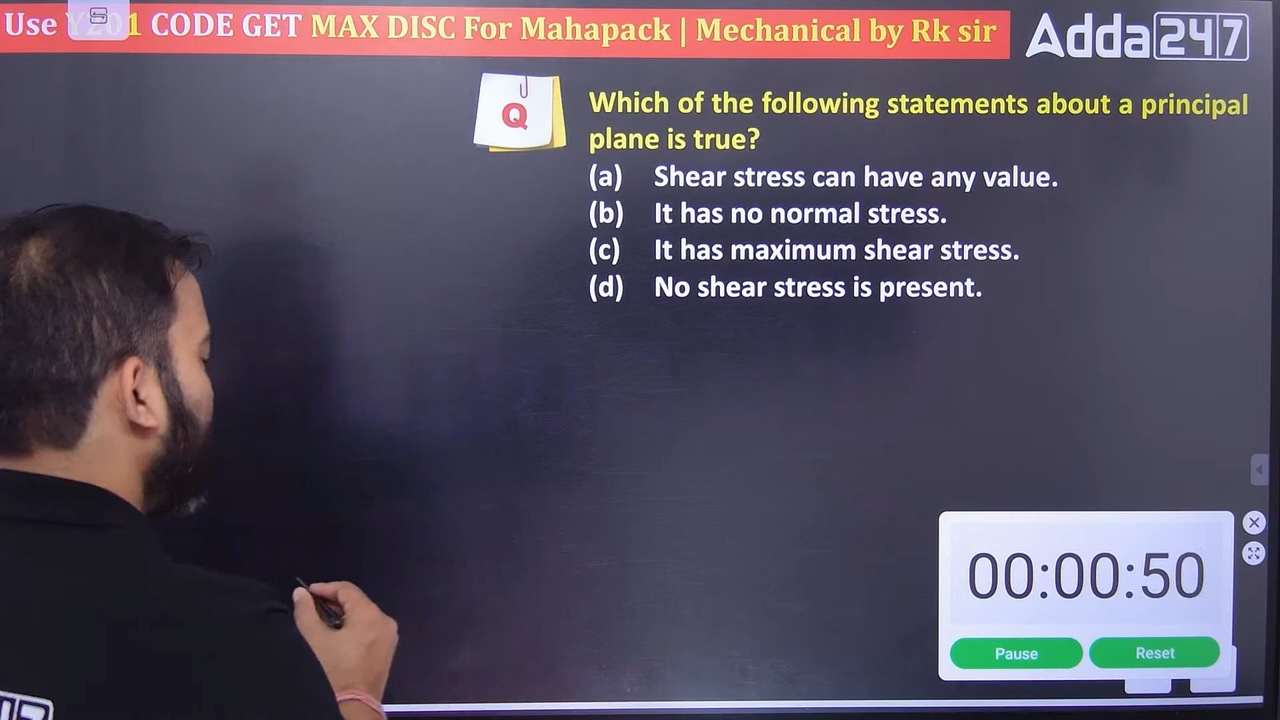 Use Y201 CODE GET MAX DISC For Mahapack | Mechanical by Rk sir
Adda247
Q
Which of the following statements about a principal
plane is true?
(a) Shear stress can have any value.
(b) It has no normal stress.
(c) It has maximum shear stress.
(d) No shear stress is present.
00:00:50
Pause Reset